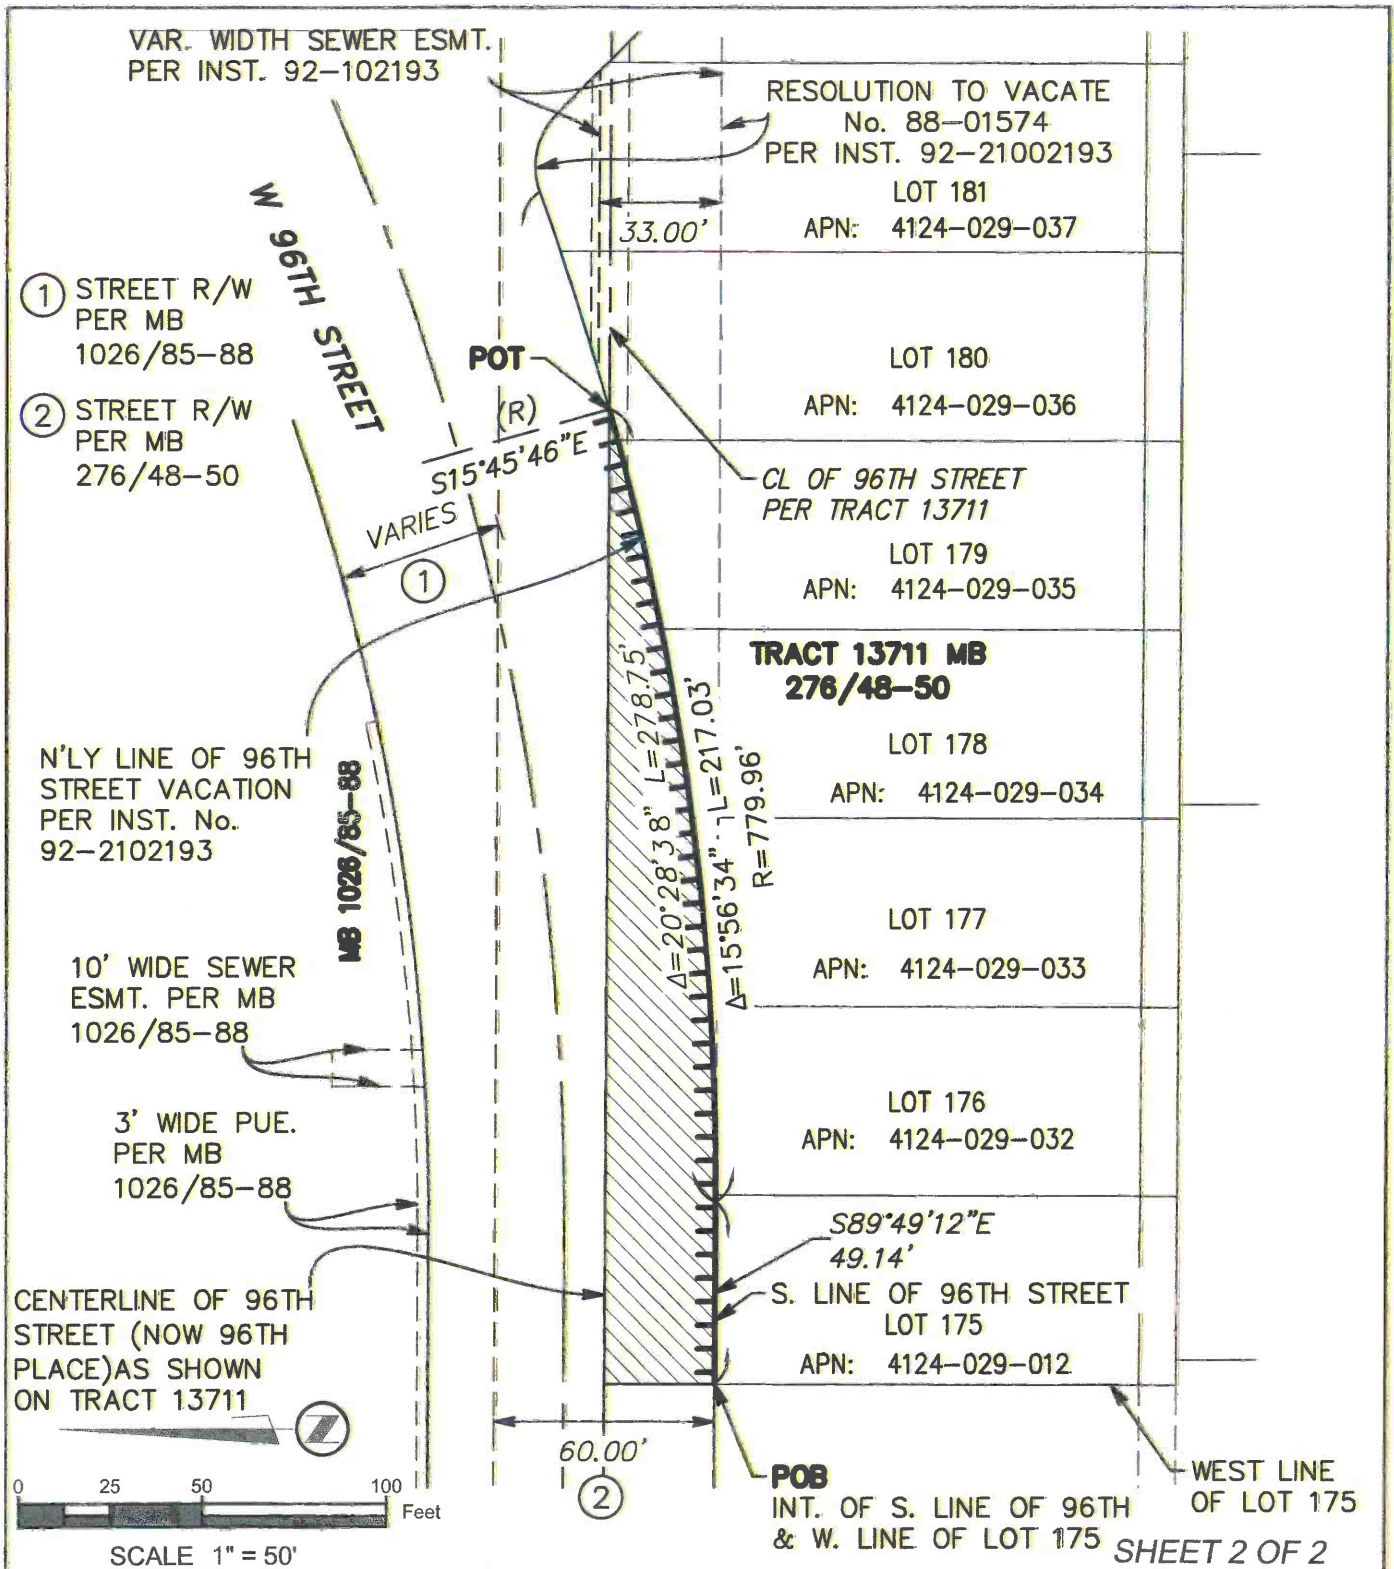 VAR. WIDTH SEWER ESMT.
PER INST. 92-102193
RESOLUTION TO VACATE
No. 88-01574
PER INST. 92-21002193
LOT 181
APN: 4124-029-037
33.00'
W 96TH STREET
1 STREET R/W
PER MB
1026/85-88
2 STREET R/W
PER MB
276/48-50
POT
(R)
S15°45'46"E
LOT 180
APN: 4124-029-036
CL OF 96TH STREET
PER TRACT 13711
VARIES
1
LOT 179
APN: 4124-029-035
TRACT 13711 MB
276/48-50
N'LY LINE OF 96TH
STREET VACATION
PER INST. No.
92-2102193
MB 1026/85-88
Δ=20°28'38" L=278.75'
Δ=15°56'34" L=217.03'
R=779.96'
LOT 178
APN: 4124-029-034
LOT 177
APN: 4124-029-033
10' WIDE SEWER
ESMT. PER MB
1026/85-88
3' WIDE PUE.
PER MB
1026/85-88
LOT 176
APN: 4124-029-032
S89°49'12"E
49.14'
S. LINE OF 96TH STREET
LOT 175
APN: 4124-029-012
CENTERLINE OF 96TH
STREET (NOW 96TH
PLACE)AS SHOWN
ON TRACT 13711
Z
60.00'
2
POB
INT. OF S. LINE OF 96TH
& W. LINE OF LOT 175
WEST LINE
OF LOT 175
0 25 50 100
Feet
SCALE 1" = 50'
SHEET 2 OF 2